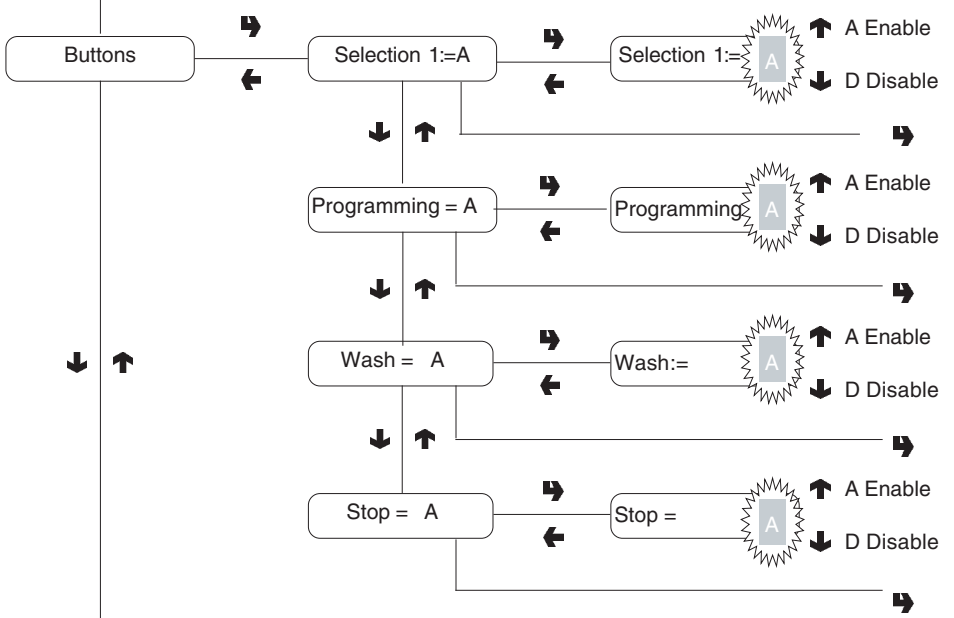 Buttons
Selection 1:=A
Selection 1:= A
A Enable
D Disable
Programming = A
Programming A
A Enable
D Disable
Wash = A
Wash:= A
A Enable
D Disable
Stop = A
Stop = A
A Enable
D Disable